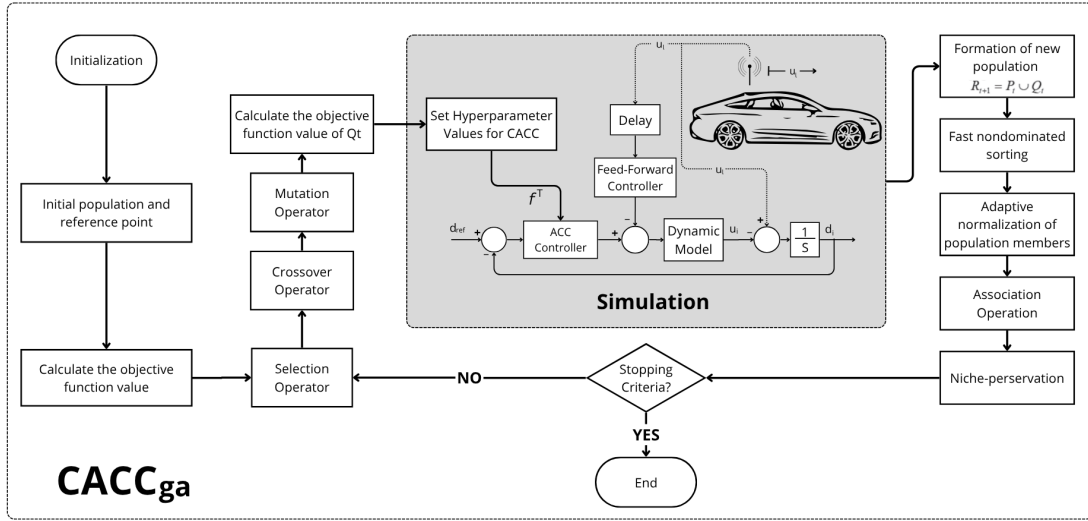 Initialization
Initial population and
reference point
Calculate the objective
function value
Selection
Operator
Crossover
Operator
Mutation
Operator
Calculate the objective
function value of Qt
Set Hyperparameter
Values for CACC
f^T
u_i
u_i
Delay
Feed-Forward
Controller
u_i
d_ref
+
−
ACC
Controller
+
−
Dynamic
Model
u_i
+
−
1
S
d_i
Simulation
Formation of new
population
R_{t+1} = P_t ∪ Q_t
Fast nondominated
sorting
Adaptive
normalization of
population members
Association
Operation
Niche-perservation
Stopping
Criteria?
NO
YES
End
CACCga